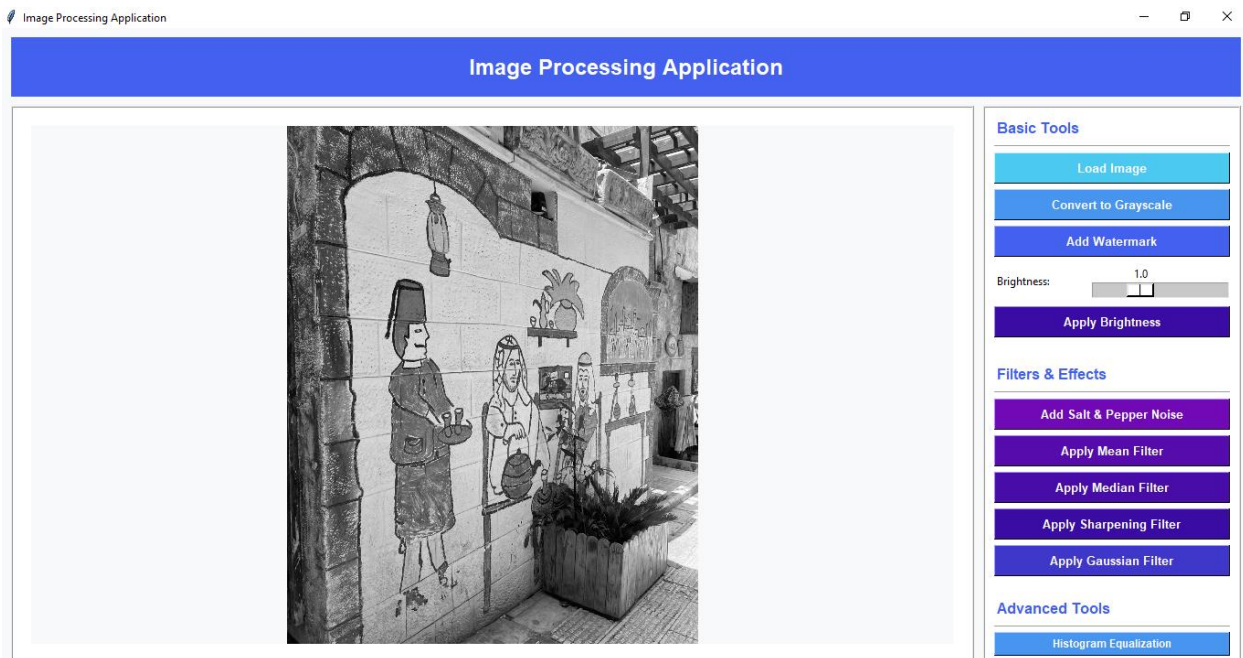 Image Processing Application
Image Processing Application
Basic Tools
Load Image
Convert to Grayscale
Add Watermark
1.0
Brightness:
Apply Brightness
Filters & Effects
Add Salt & Pepper Noise
Apply Mean Filter
Apply Median Filter
Apply Sharpening Filter
Apply Gaussian Filter
Advanced Tools
Histogram Equalization